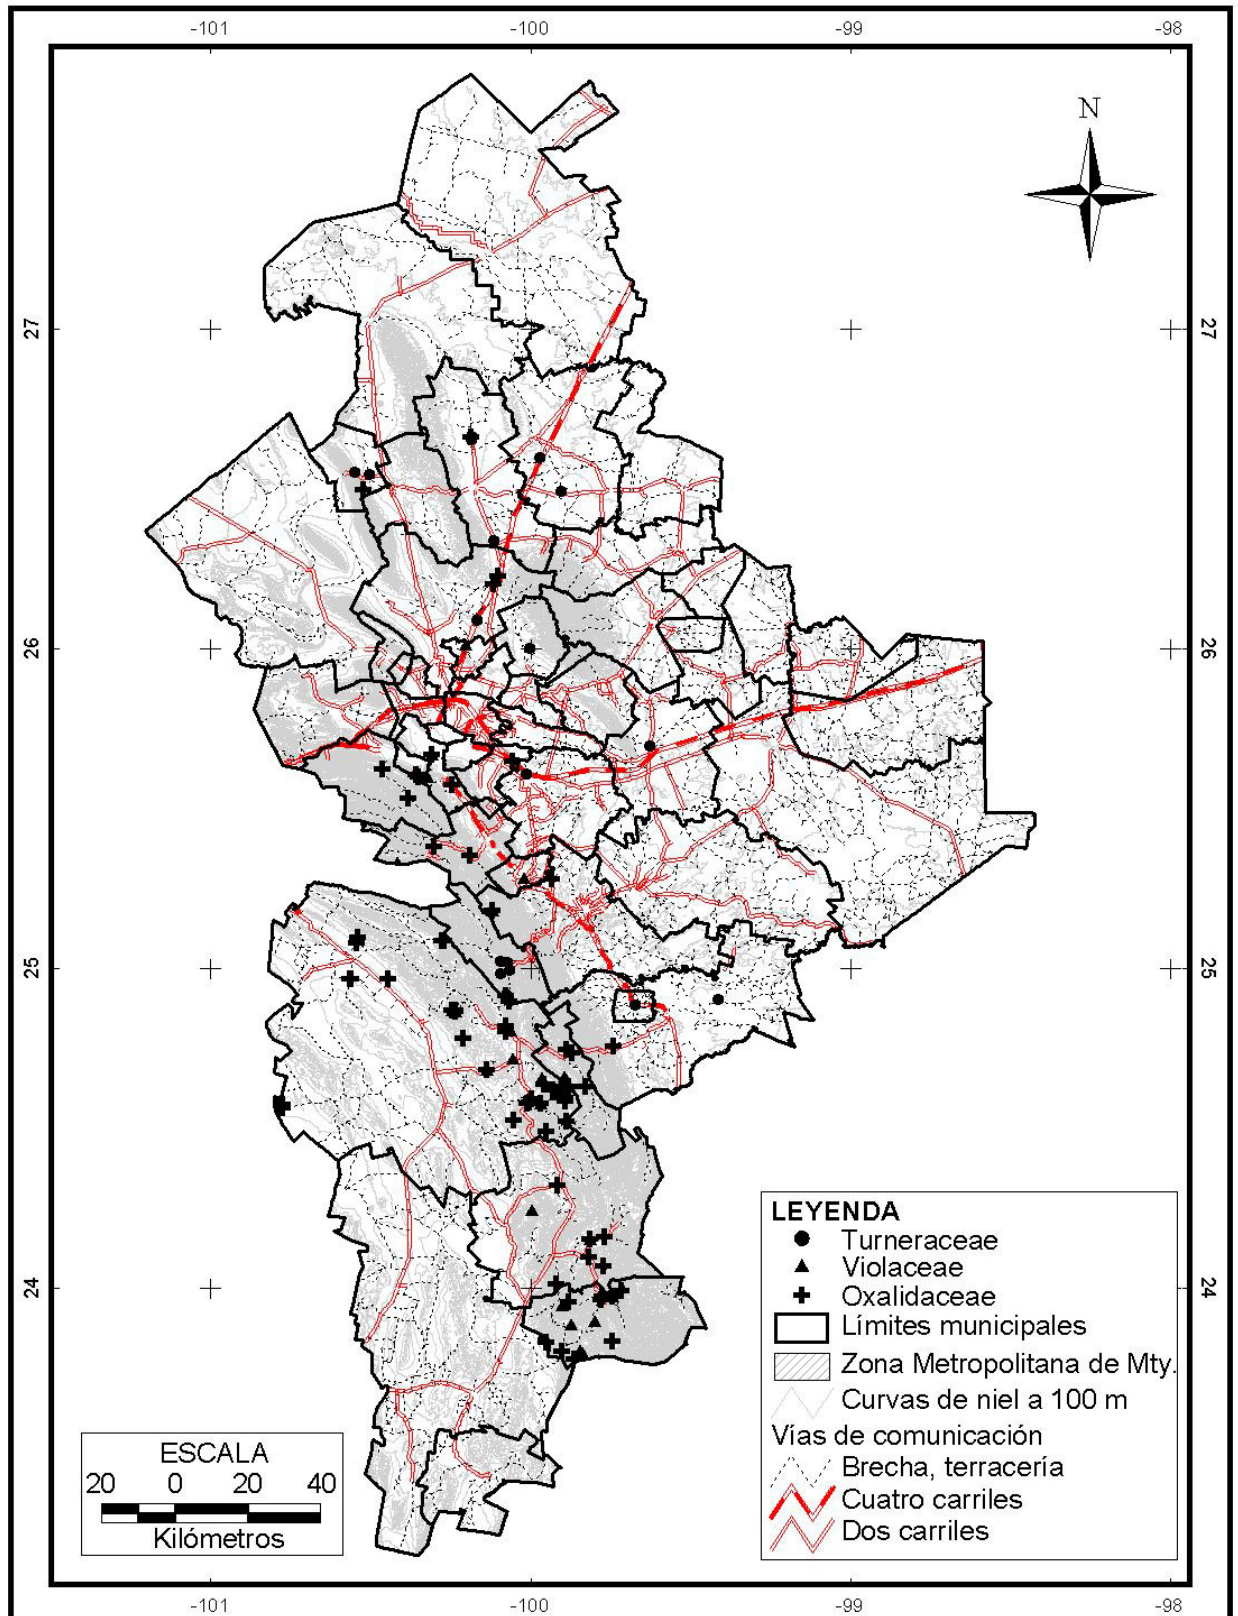 -101 -100 -99 -98
N
27 27
26 26
25 25
24 24
LEYENDA
Turneraceae
Violaceae
Oxalidaceae
Límites municipales
Zona Metropolitana de Mty.
Curvas de niel a 100 m
Vías de comunicación
Brecha, terracería
Cuatro carriles
Dos carriles
ESCALA
20 0 20 40
Kilómetros
-101 -100 -99 -98